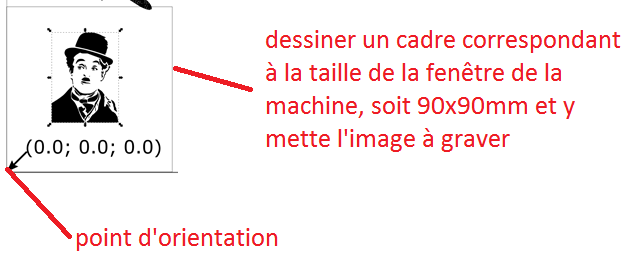 dessiner un cadre correspondant
à la taille de la fenêtre de la
machine, soit 90x90mm et y
mette l'image à graver
(0.0; 0.0; 0.0)
point d'orientation